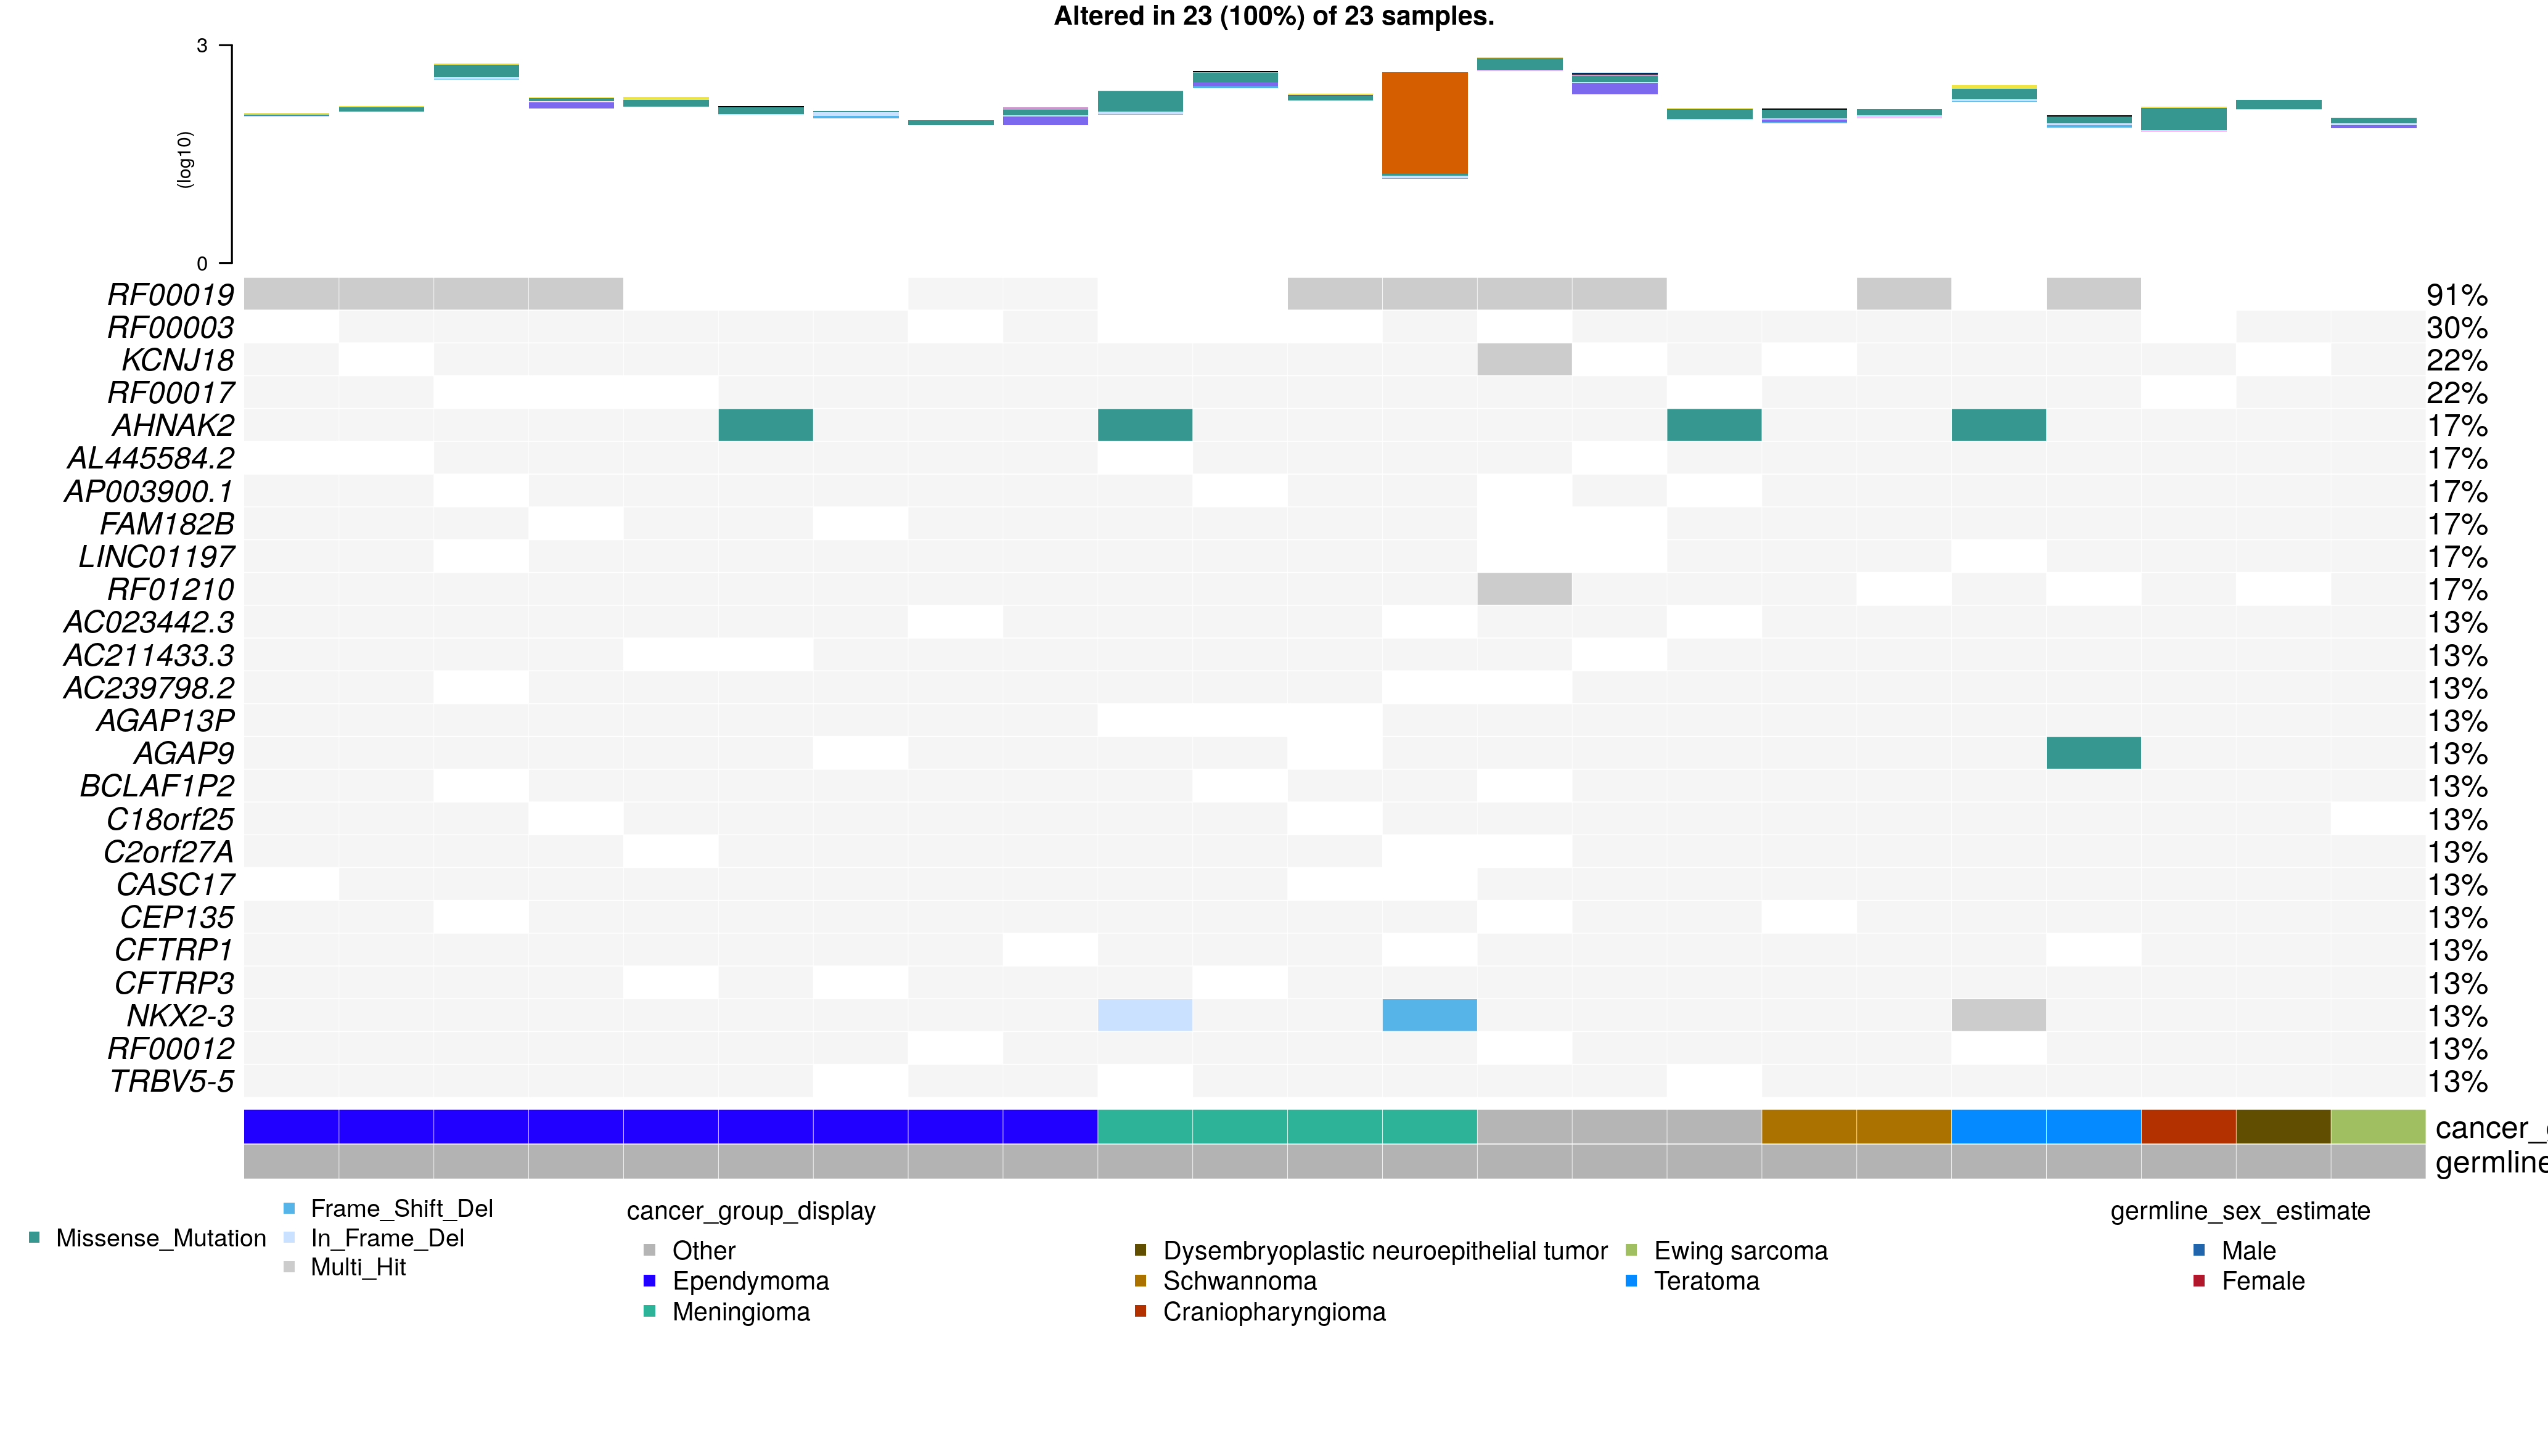 Altered in 23 (100%) of 23 samples.
3
(log10)
0
RF00019 91%
RF00003 30%
KCNJ18 22%
RF00017 22%
AHNAK2 17%
AL445584.2 17%
AP003900.1 17%
FAM182B 17%
LINC01197 17%
RF01210 17%
AC023442.3 13%
AC211433.3 13%
AC239798.2 13%
AGAP13P 13%
AGAP9 13%
BCLAF1P2 13%
C18orf25 13%
C2orf27A 13%
CASC17 13%
CEP135 13%
CFTRP1 13%
CFTRP3 13%
NKX2-3 13%
RF00012 13%
TRBV5-5 13%
cancer_
germline
Missense_Mutation
Frame_Shift_Del
In_Frame_Del
Multi_Hit
cancer_group_display
Other
Ependymoma
Meningioma
Dysembryoplastic neuroepithelial tumor
Schwannoma
Craniopharyngioma
Ewing sarcoma
Teratoma
germline_sex_estimate
Male
Female